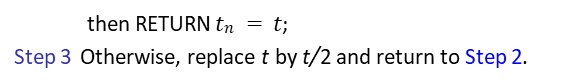 then RETURN tn = t;
Step 3 Otherwise, replace t by t/2 and return to Step 2.